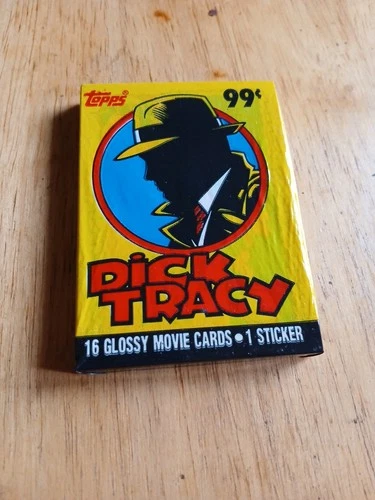 Topps® 99¢
DICK
TRACY
16 GLOSSY MOVIE CARDS • 1 STICKER